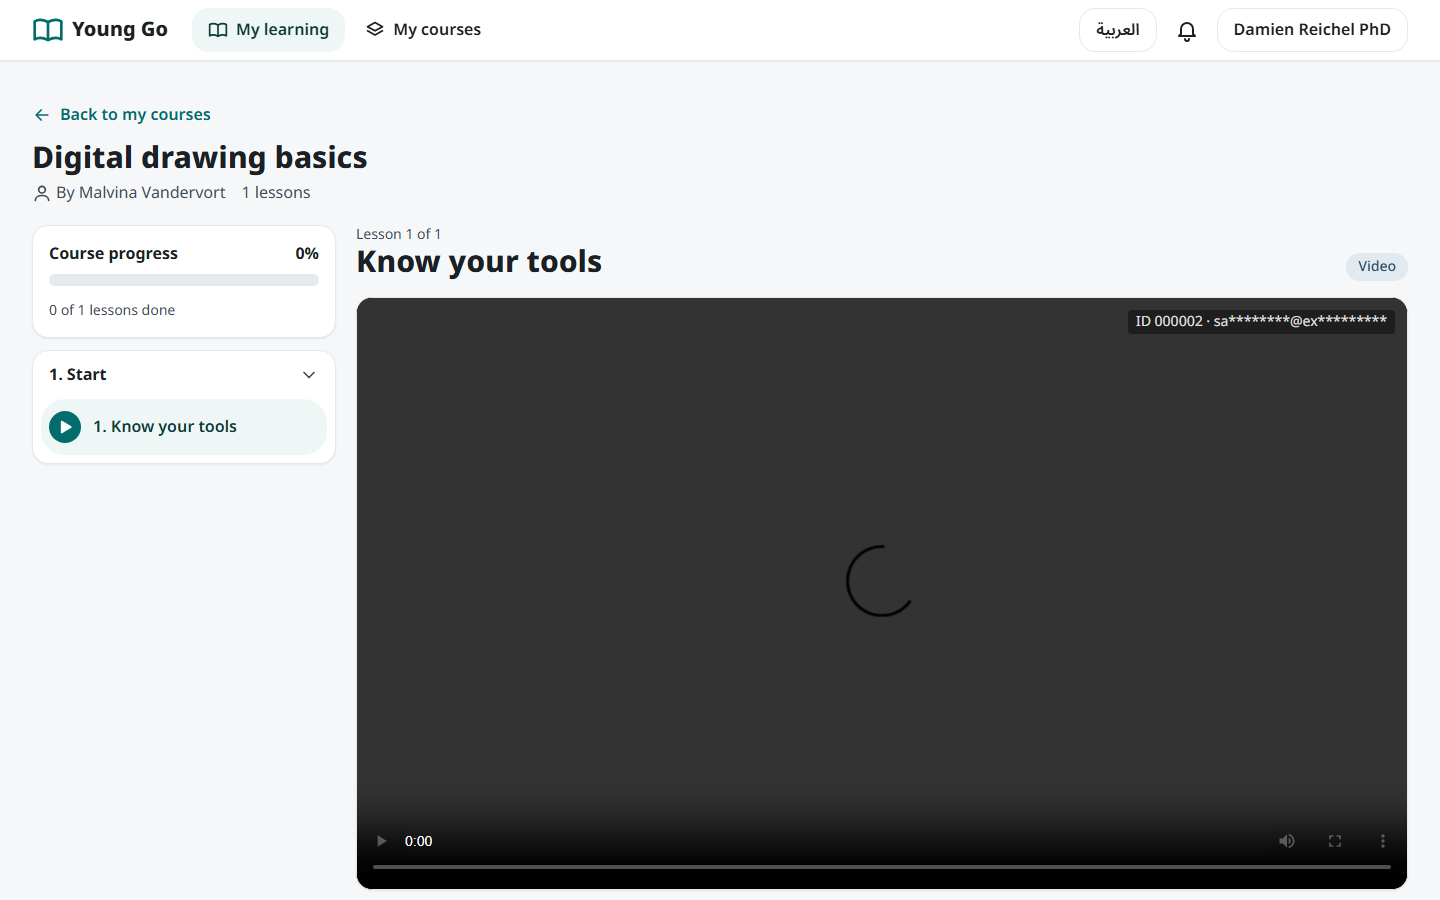 Young Go
My learning
My courses
العربية
Damien Reichel PhD
Back to my courses
Digital drawing basics
By Malvina Vandervort 1 lessons
Course progress 0%
0 of 1 lessons done
1. Start
1. Know your tools
Lesson 1 of 1
Know your tools
Video
ID 000002 · sa********@ex*********
0:00